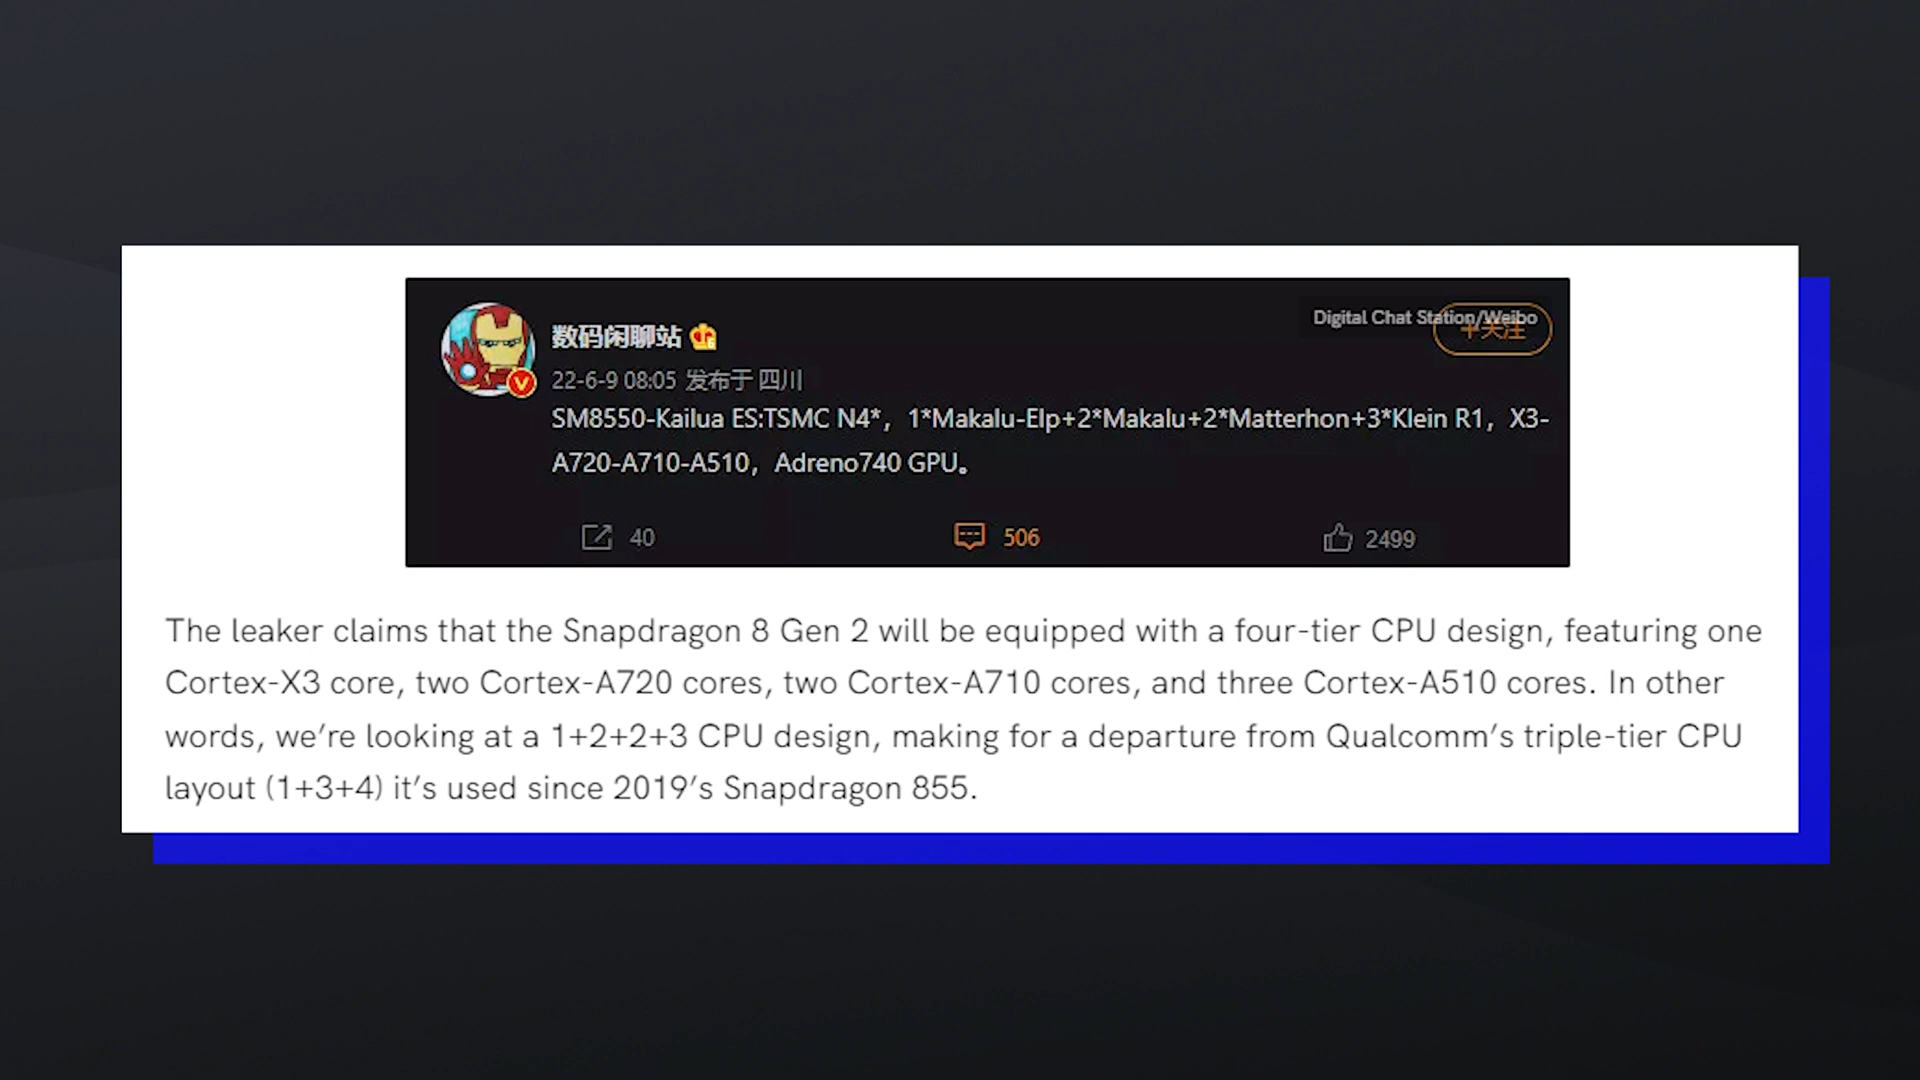 Digital Chat Station/Weibo
十关注
数码闲聊站
22-6-9 08:05 发布于 四川
SM8550-Kailua ES:TSMC N4*，1*Makalu-Elp+2*Makalu+2*Matterhon+3*Klein R1，X3-
A720-A710-A510，Adreno740 GPU。
40 506 2499
The leaker claims that the Snapdragon 8 Gen 2 will be equipped with a four-tier CPU design, featuring one
Cortex-X3 core, two Cortex-A720 cores, two Cortex-A710 cores, and three Cortex-A510 cores. In other
words, we’re looking at a 1+2+2+3 CPU design, making for a departure from Qualcomm’s triple-tier CPU
layout (1+3+4) it’s used since 2019’s Snapdragon 855.